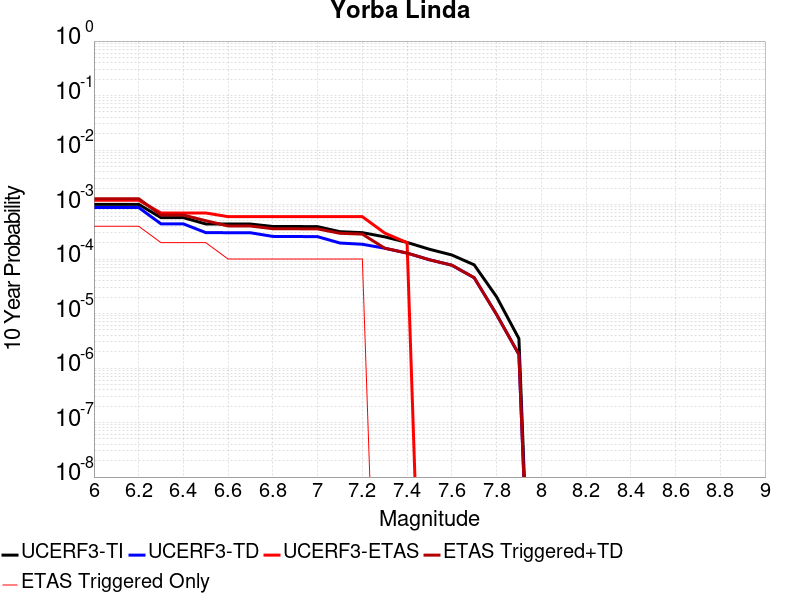 Yorba Linda
10 Year Probability
10^0
10^-1
10^-2
10^-3
10^-4
10^-5
10^-6
10^-7
10^-8
6 6.2 6.4 6.6 6.8 7 7.2 7.4 7.6 7.8 8 8.2 8.4 8.6 8.8 9
Magnitude
UCERF3-TI UCERF3-TD UCERF3-ETAS ETAS Triggered+TD
ETAS Triggered Only